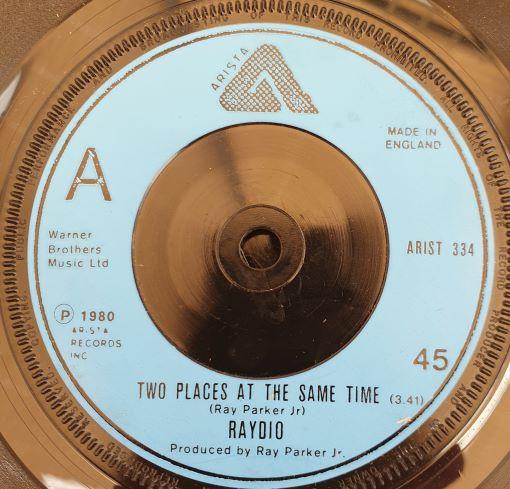 ARISTA
MADE IN
ENGLAND
A
Warner
Brothers
Music Ltd
ARIST 334
P 1980
ARISTA
RECORDS
INC
45
TWO PLACES AT THE SAME TIME (3.41)
(Ray Parker Jr)
RAYDIO
Produced by Ray Parker Jr.